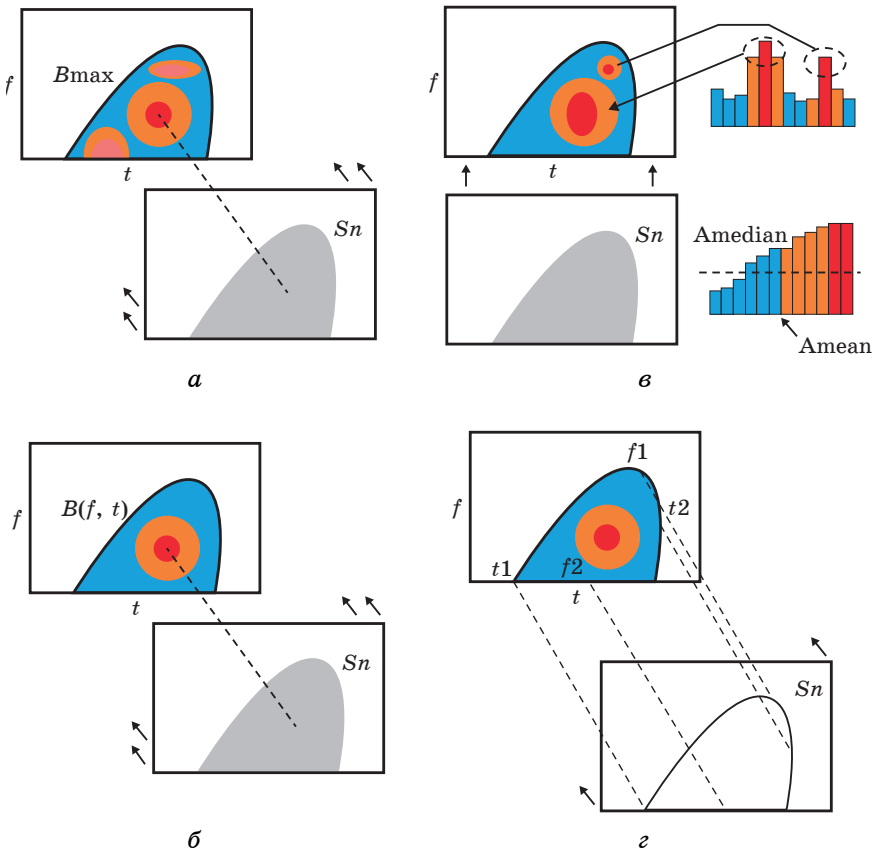 f
Bmax
t
Sn
а
f
t
Sn
Amedian
Amean
в
f
B(f, t)
t
Sn
б
f
f1
t2
t1
f2
t
Sn
г